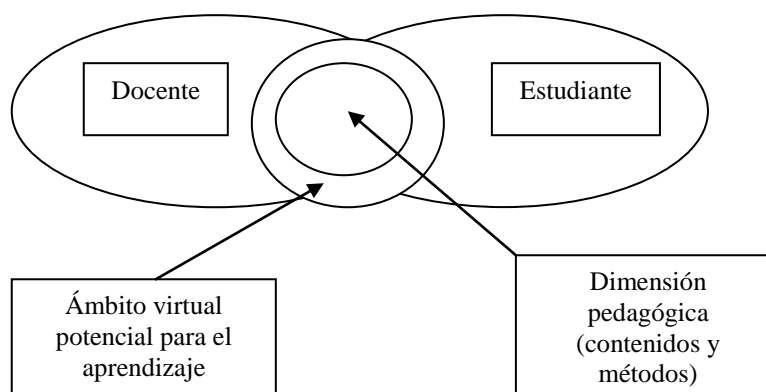 Docente
Estudiante
Ámbito virtual
potencial para el
aprendizaje
Dimensión
pedagógica
(contenidos y
métodos)